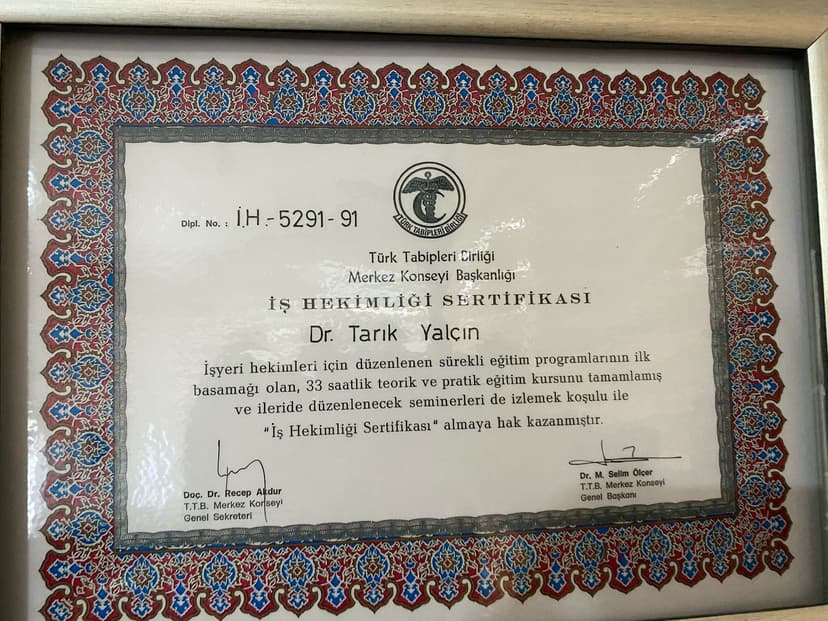 Dipl. No. : İ.H.-5291-91
TÜRK TABİPLERİ BİRLİĞİ
Türk Tabipleri Birliği
Merkez Konseyi Başkanlığı
İŞ HEKİMLİĞİ SERTİFİKASI
Dr. Tarık Yalçın
İşyeri hekimleri için düzenlenen sürekli eğitim programlarının ilk
basamağı olan, 33 saatlik teorik ve pratik eğitim kursunu tamamlamış
ve ileride düzenlenecek seminerleri de izlemek koşulu ile
"İş Hekimliği Sertifikası" almaya hak kazanmıştır.
Doç. Dr. Recep Akdur
T.T.B. Merkez Konseyi
Genel Sekreteri
Dr. M. Selim Ölçer
T.T.B. Merkez Konseyi
Genel Başkanı